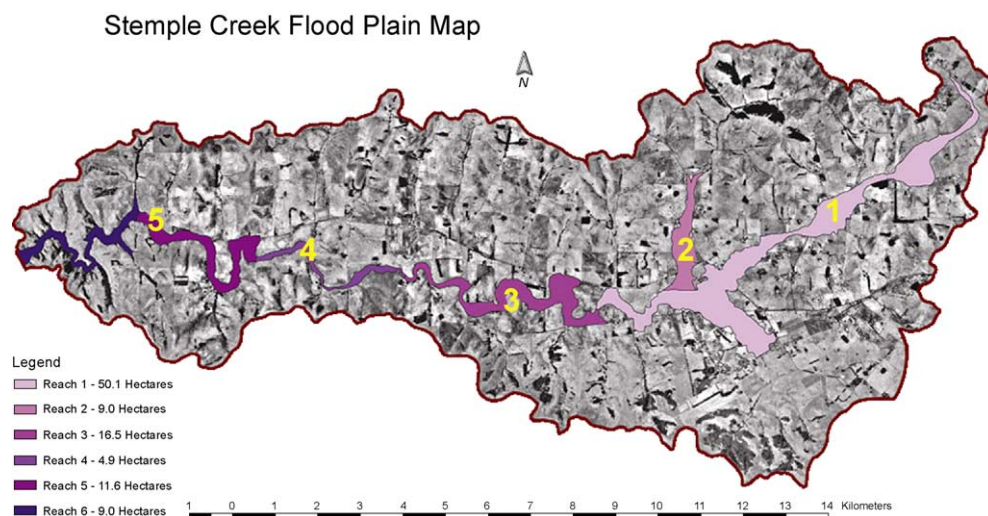 Stemple Creek Flood Plain Map
N
1
5
2
4
3
Legend
Reach 1 - 50.1 Hectares
Reach 2 - 9.0 Hectares
Reach 3 - 16.5 Hectares
Reach 4 - 4.9 Hectares
Reach 5 - 11.6 Hectares
Reach 6 - 9.0 Hectares
1 0 1 2 3 4 5 6 7 8 9 10 11 12 13 14 Kilometers